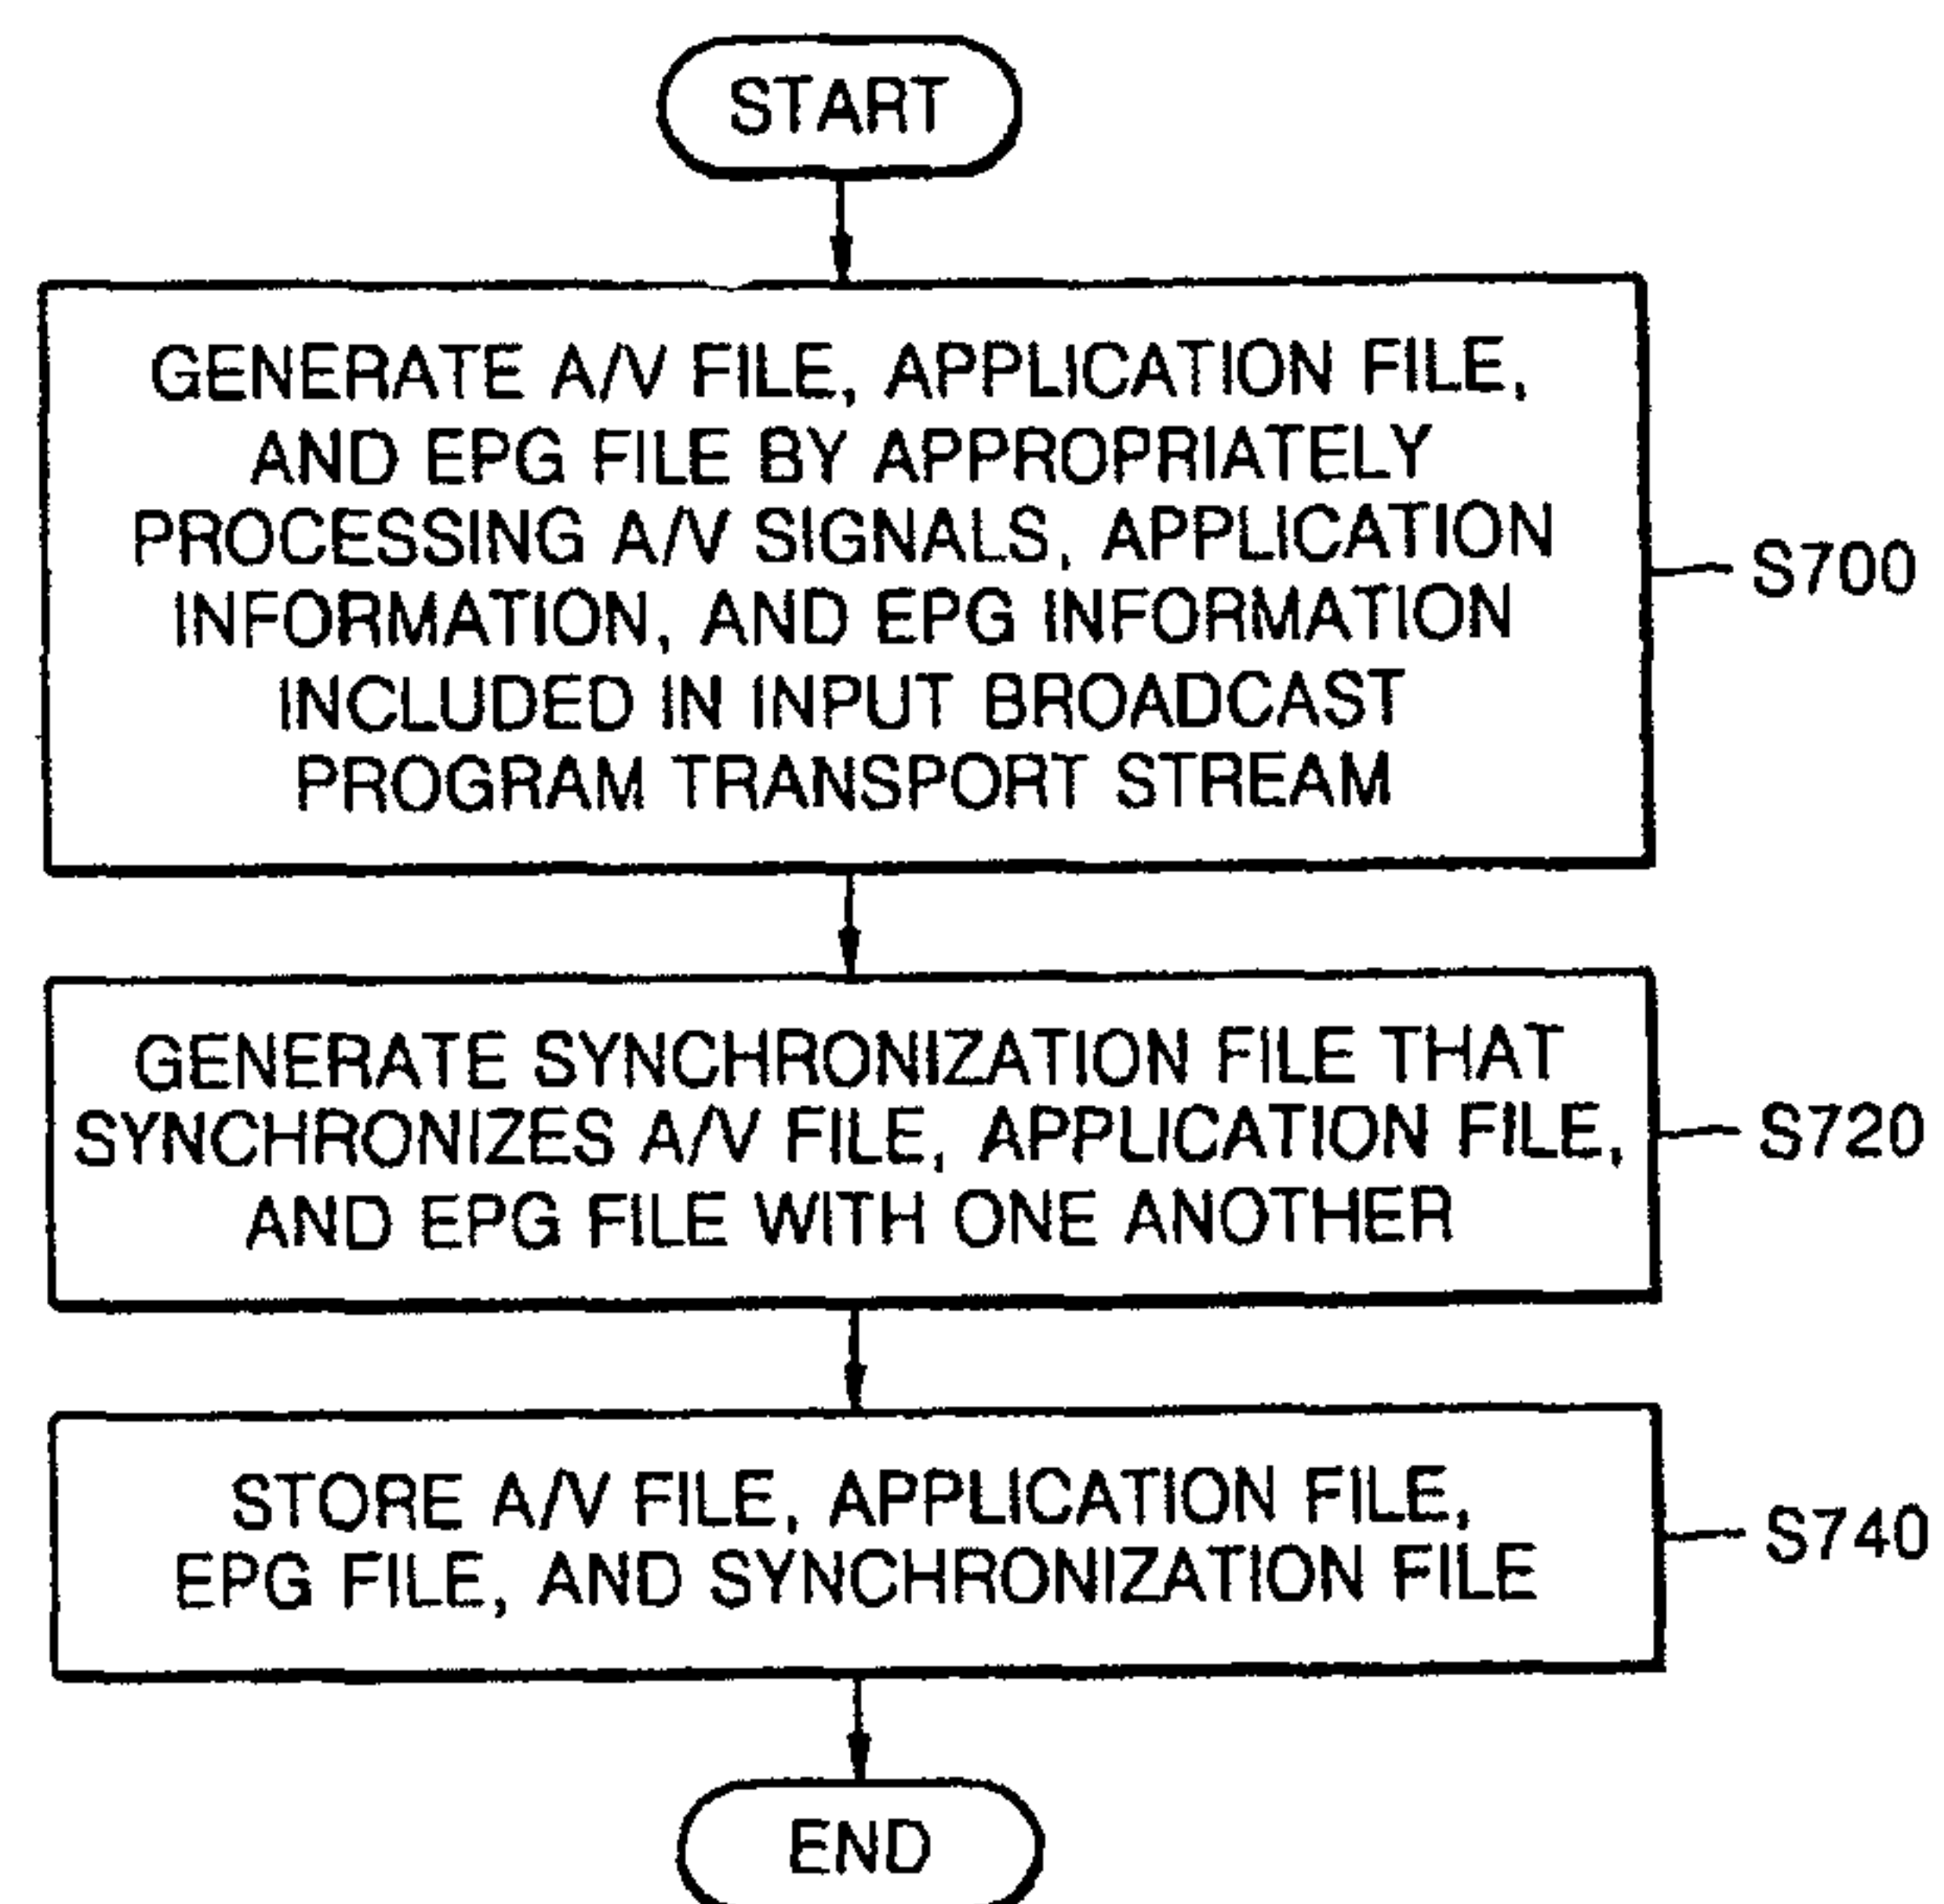 START
GENERATE A/V FILE, APPLICATION FILE,
AND EPG FILE BY APPROPRIATELY
PROCESSING A/V SIGNALS, APPLICATION
INFORMATION, AND EPG INFORMATION
INCLUDED IN INPUT BROADCAST
PROGRAM TRANSPORT STREAM
S700
GENERATE SYNCHRONIZATION FILE THAT
SYNCHRONIZES A/V FILE, APPLICATION FILE,
AND EPG FILE WITH ONE ANOTHER
S720
STORE A/V FILE, APPLICATION FILE,
EPG FILE, AND SYNCHRONIZATION FILE
S740
END